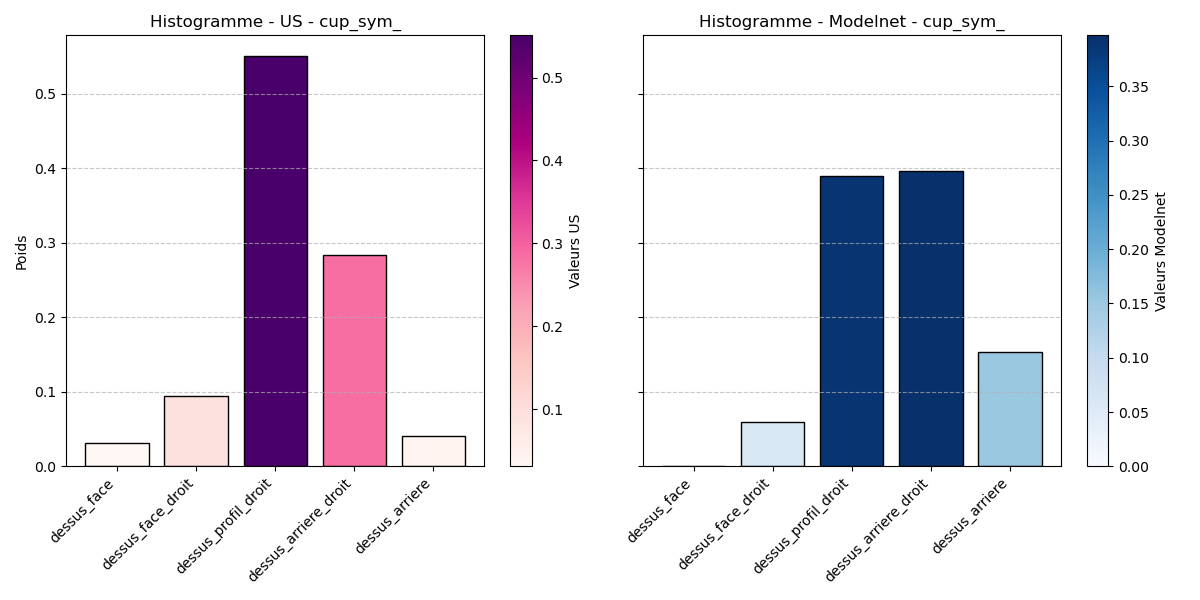 Histogramme - US - cup_sym_
Poids
0.5
0.4
0.3
0.2
0.1
0.0
dessus_face
dessus_face_droit
dessus_profil_droit
dessus_arriere_droit
dessus_arriere
0.5
0.4
0.3
0.2
0.1
Valeurs US
Histogramme - Modelnet - cup_sym_
dessus_face
dessus_face_droit
dessus_profil_droit
dessus_arriere_droit
dessus_arriere
0.35
0.30
0.25
0.20
0.15
0.10
0.05
0.00
Valeurs Modelnet